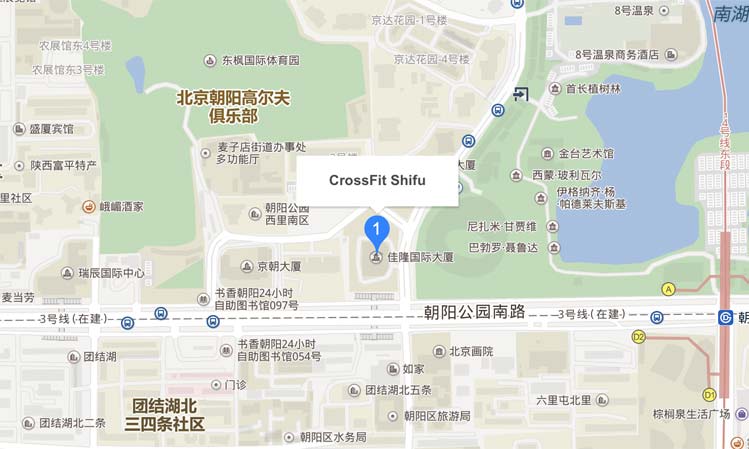 8号温泉
南湖
京达花园-1号楼
农展馆东4号楼
京达花园-4号楼
8号温泉商务酒店
东枫国际体育园
农展馆东3号楼
首长植树林
北京朝阳高尔夫
俱乐部
盛厦宾馆
麦子店街道办事处
多功能厅
金台艺术馆
14号线东段
陕西富平特产
大厦
西蒙·玻利瓦尔
CrossFit Shifu
里社区
伊格纳齐·杨
·帕德莱夫斯基
峨嵋酒家
朝阳公园
西里南区
尼扎米·甘贾维
1
巴勃罗·聂鲁达
佳隆国际大厦
瑞辰国际中心
京朝大厦
麦当劳
书香朝阳24小时
自助图书馆097号
A
朝阳公园南路
3号线(在建)
3号线(在建)
朝
D2
团结湖
书香朝阳24小时
自助图书馆054号
北京画院
如家
门诊
团结湖北五条
D1
六里屯北里
团结湖北
三四条社区
朝阳区旅游局
棕榈泉生活广场
团结湖北二条
朝阳区水务局